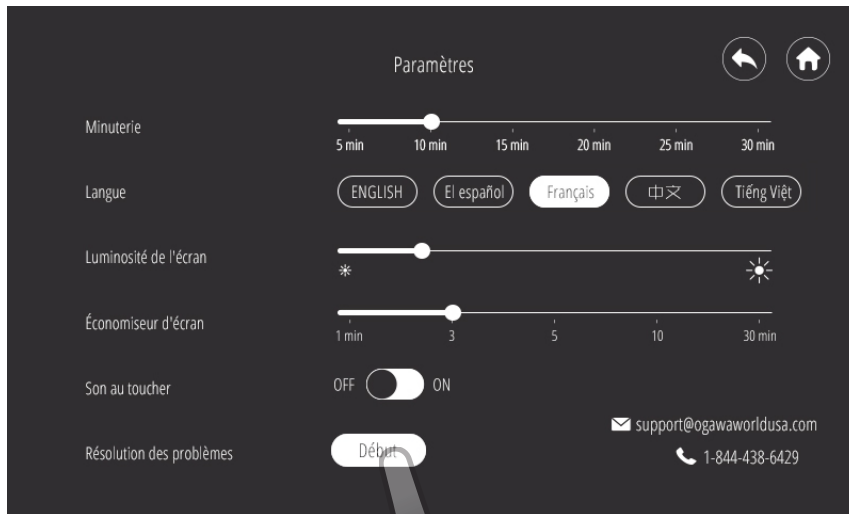 Paramètres
Minuterie
5 min 10 min 15 min 20 min 25 min 30 min
Langue ENGLISH El español Français 中文 Tiếng Việt
Luminosité de l'écran
Économiseur d'écran
1 min 3 5 10 30 min
Son au toucher OFF ON
support@ogawaworldusa.com
Résolution des problèmes Début 1-844-438-6429